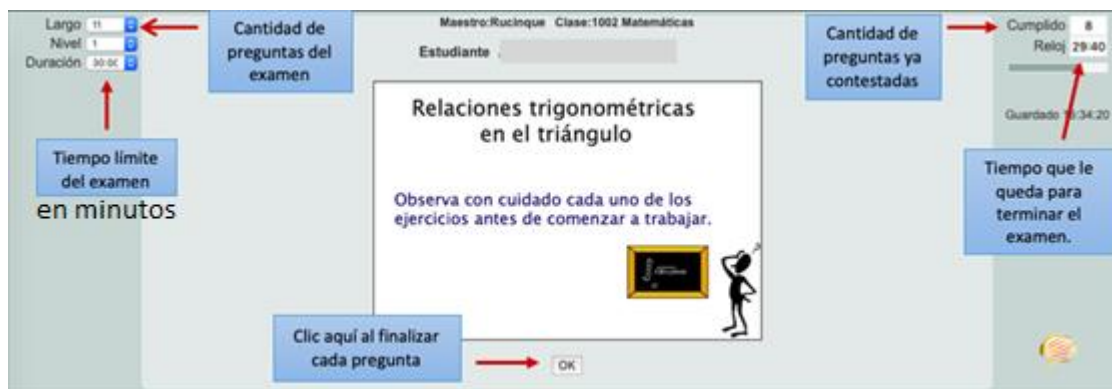 Largo 11
Nivel 1
Duración 30:00
Cantidad de
preguntas del
examen
Tiempo límite
del examen
en minutos
Maestro:Rucinque Clase:1002 Matemáticas
Estudiante
Relaciones trigonométricas
en el triángulo
Observa con cuidado cada uno de los
ejercicios antes de comenzar a trabajar.
Clic aquí al finalizar
cada pregunta
OK
Cantidad de
preguntas ya
contestadas
Cumplido 8
Reloj 29:40
Guardado 15:34:20
Tiempo que le
queda para
terminar el
examen.